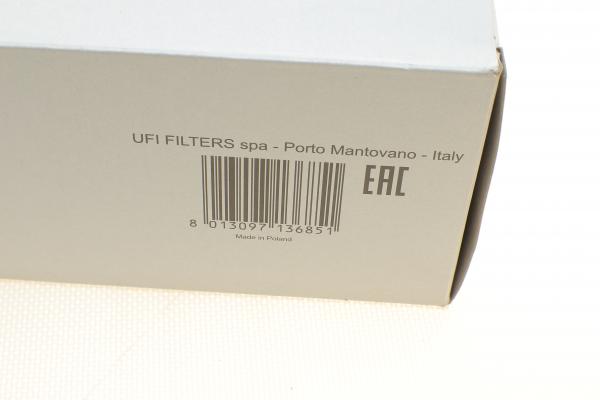 UFI FILTERS spa - Porto Mantovano - Italy
EAC
8 013097 136851
Made in Poland